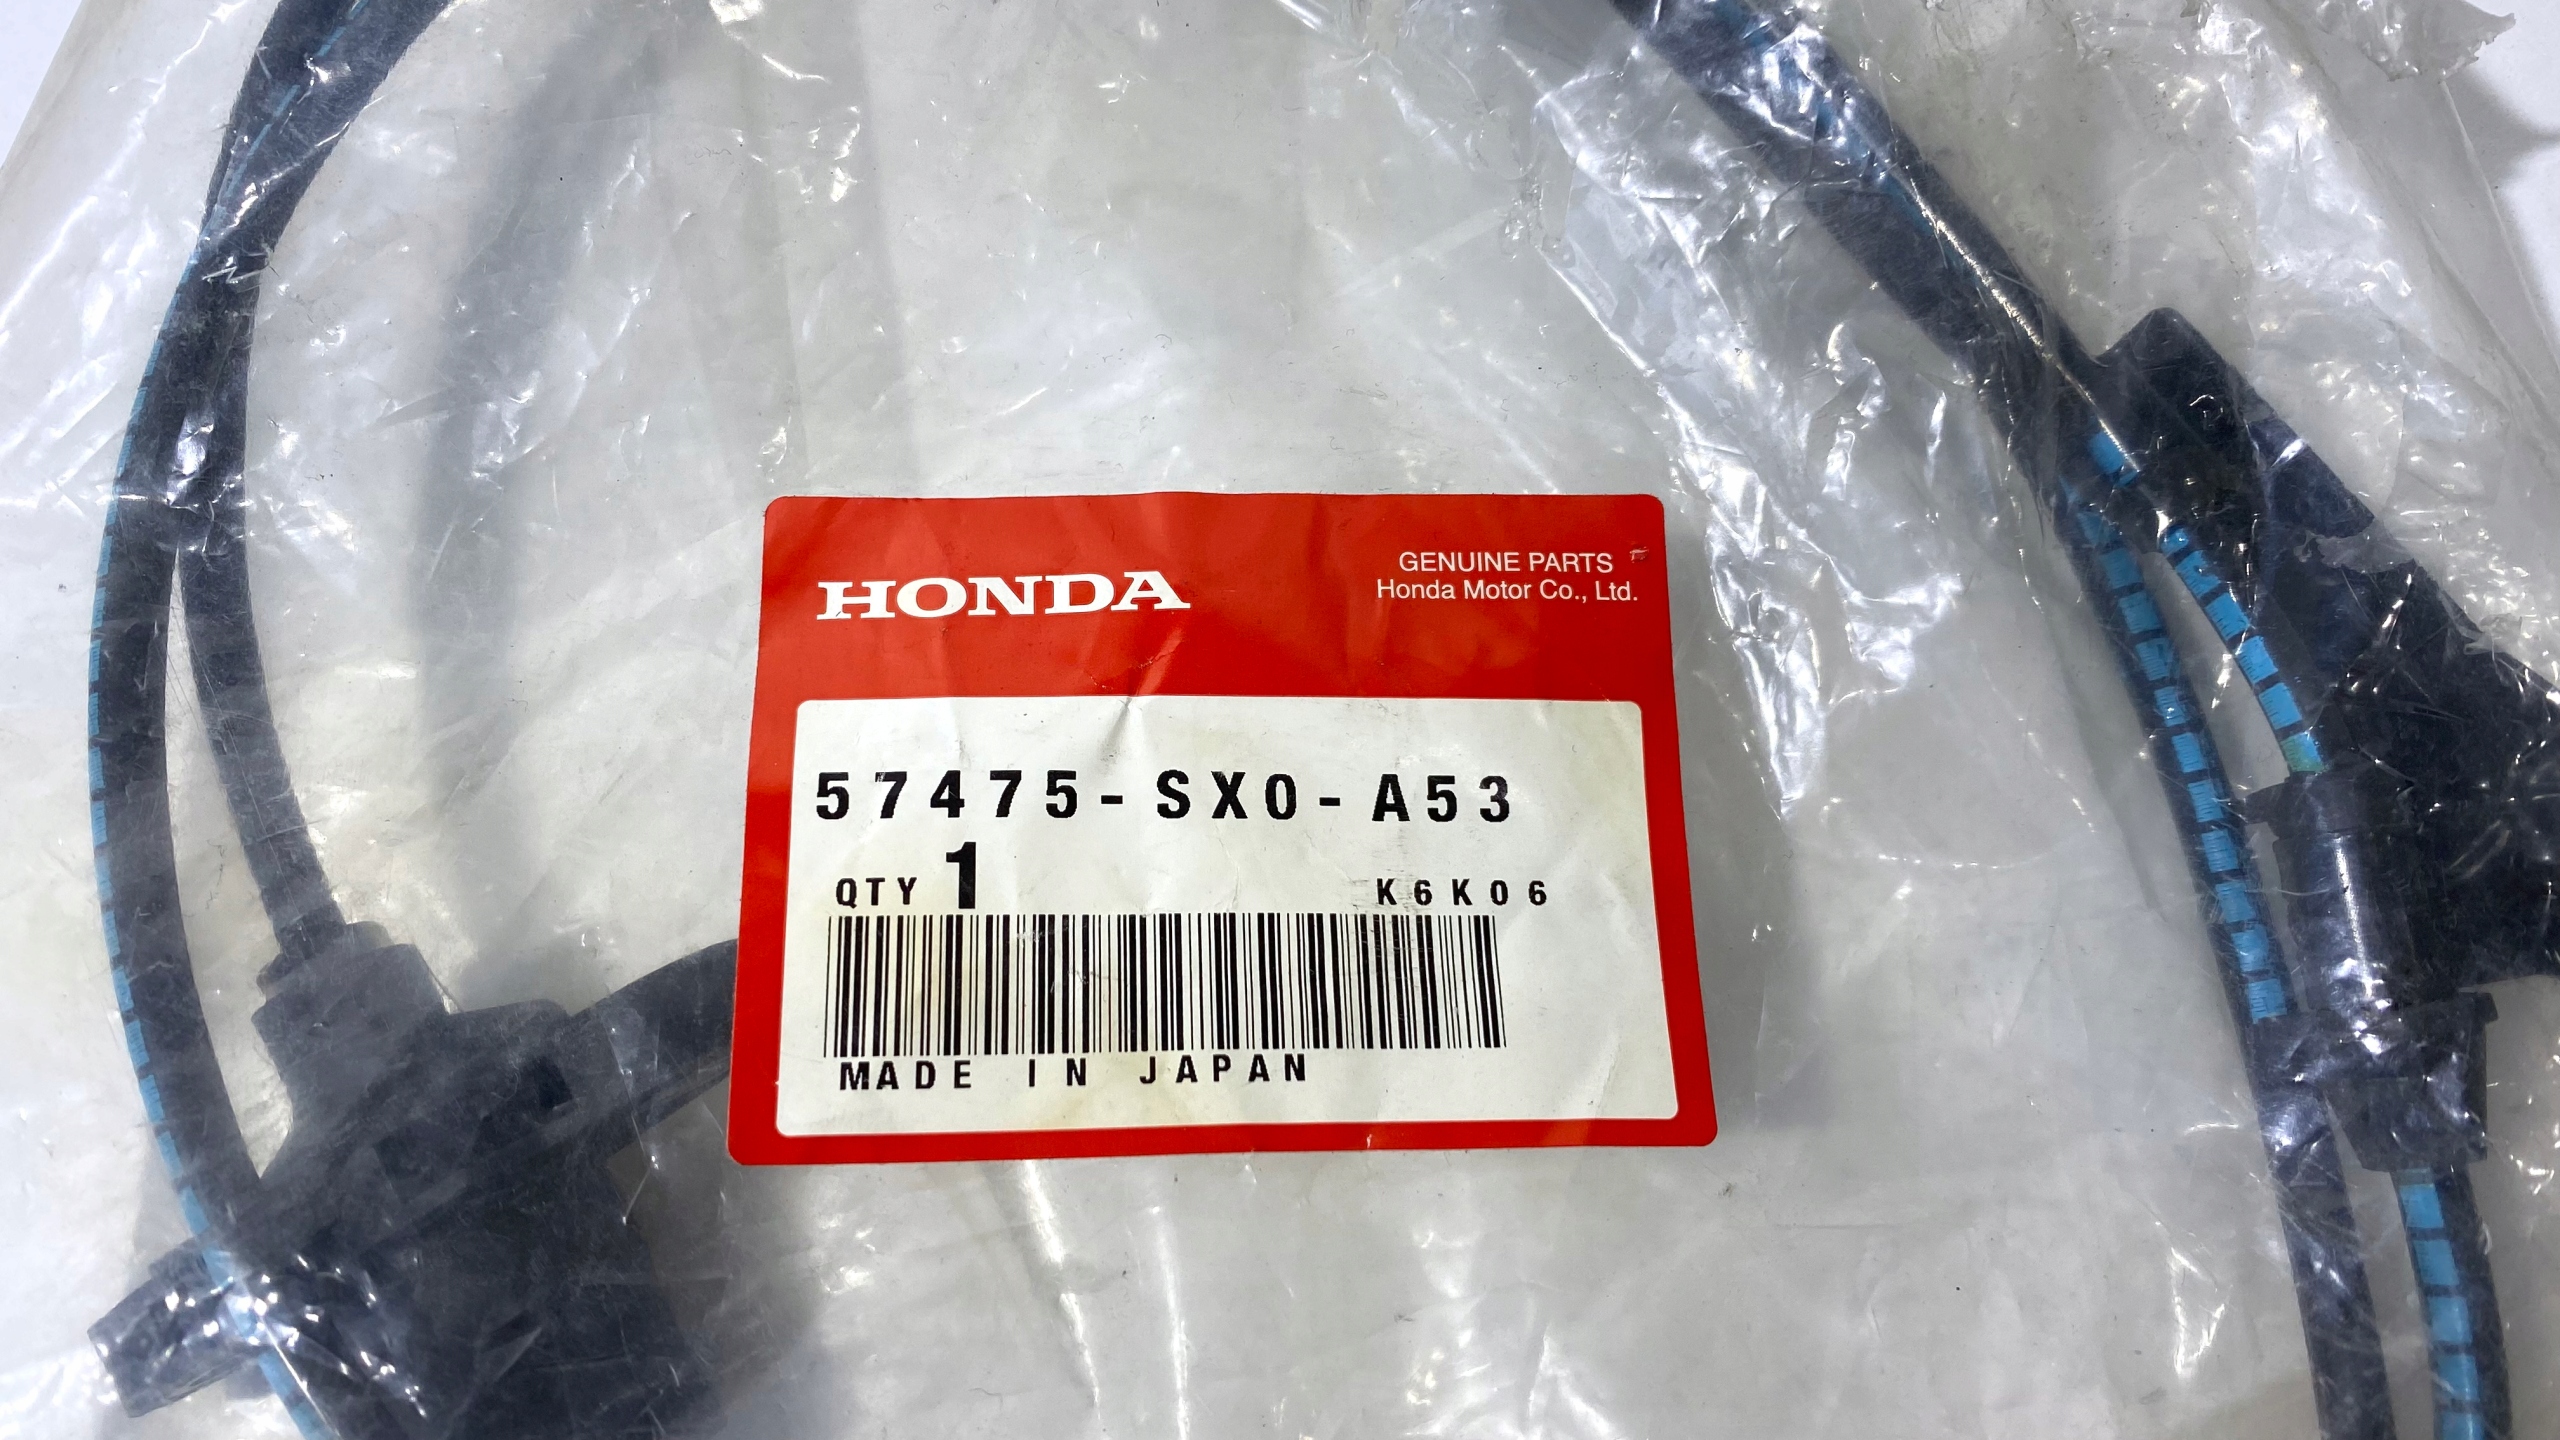 HONDA
GENUINE PARTS
Honda Motor Co., Ltd.
57475-SX0-A53
QTY 1 K6K06
MADE IN JAPAN